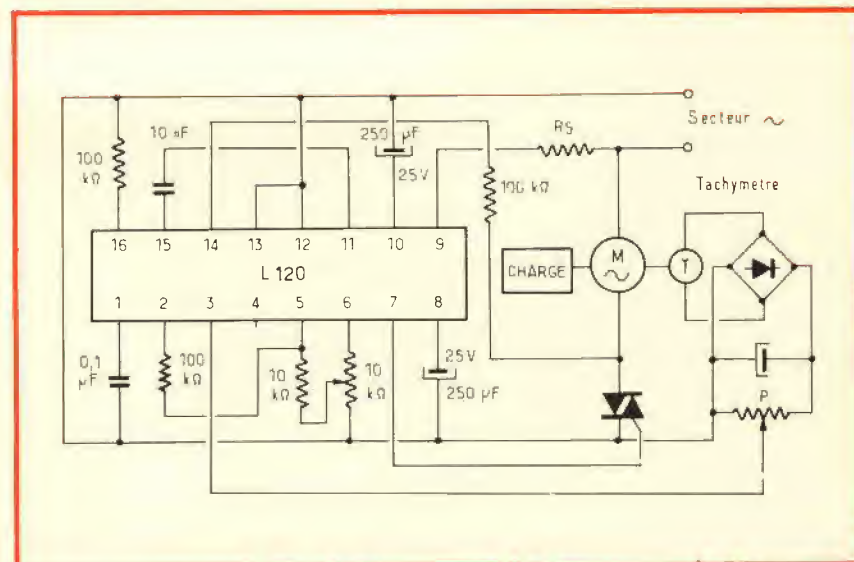 Secteur ~
10 nF
250 µF
RS
100
kΩ
25V
100 kΩ
Tachymetre
16 15 14 13 12 11 10 9
L 120
CHARGE
M
~
T
1 2 3 4 5 6 7 8
0,1
µF
100
kΩ
10
kΩ
10
kΩ
25V
250 µF
P